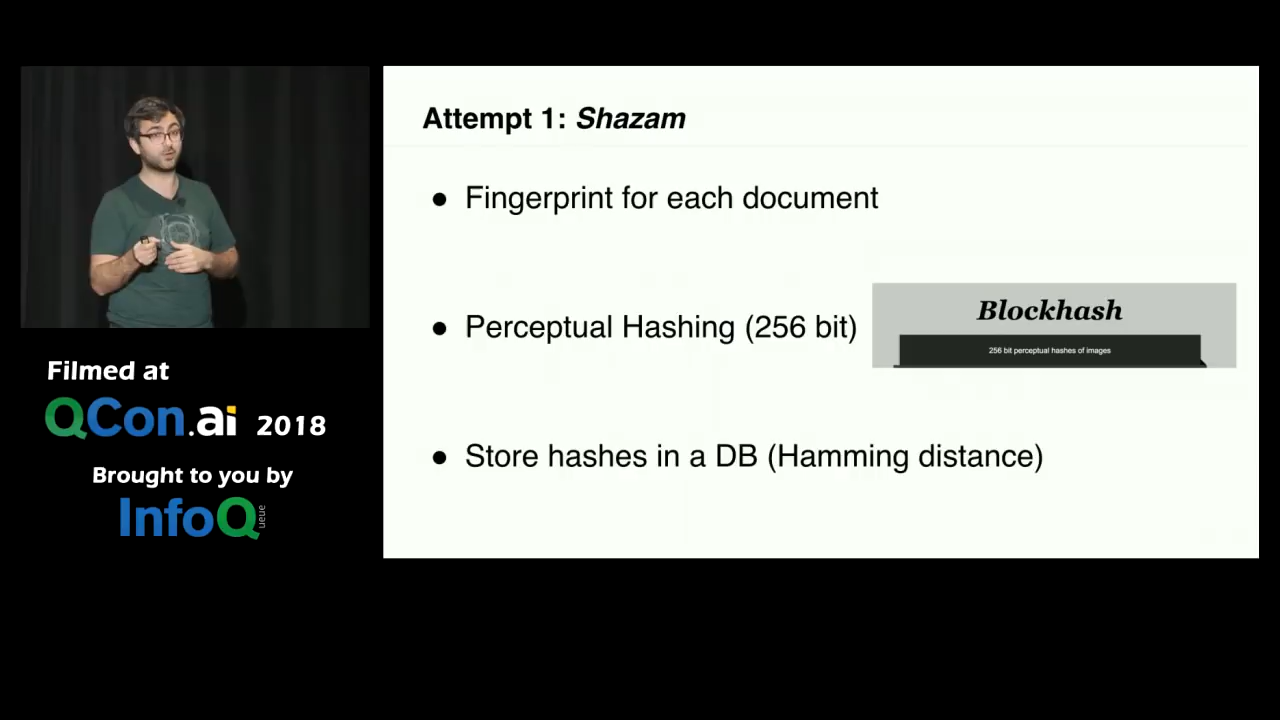 Attempt 1: Shazam
● Fingerprint for each document
● Perceptual Hashing (256 bit)
Blockhash
256 bit perceptual hashes of images
● Store hashes in a DB (Hamming distance)
Filmed at
QCon.ai 2018
Brought to you by
InfoQ
ueue